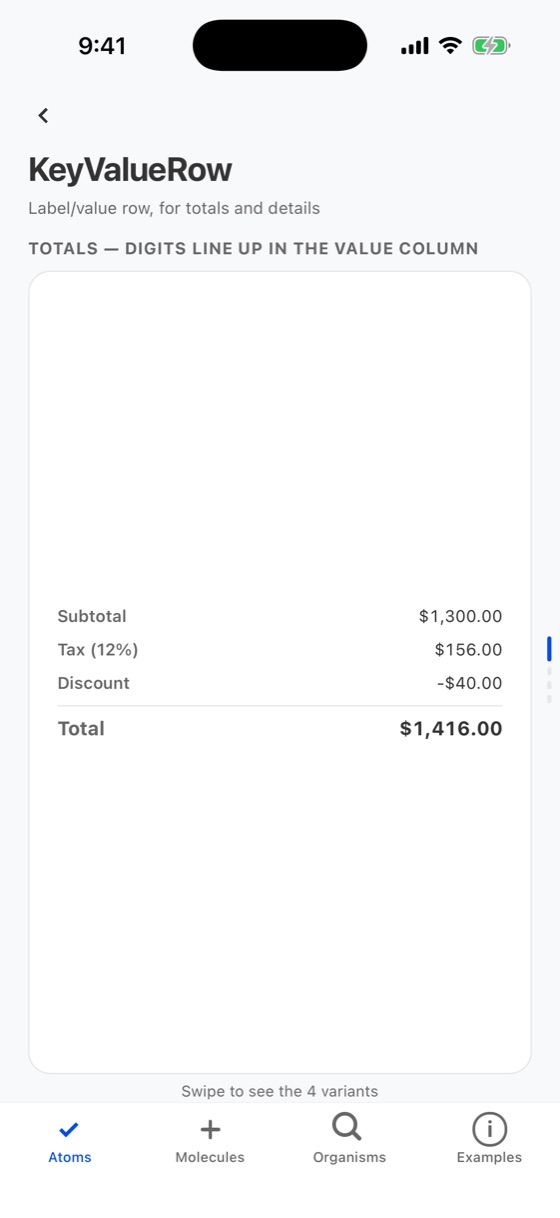 9:41
KeyValueRow
Label/value row, for totals and details
TOTALS — DIGITS LINE UP IN THE VALUE COLUMN
Subtotal $1,300.00
Tax (12%) $156.00
Discount -$40.00
Total $1,416.00
Swipe to see the 4 variants
Atoms Molecules Organisms Examples